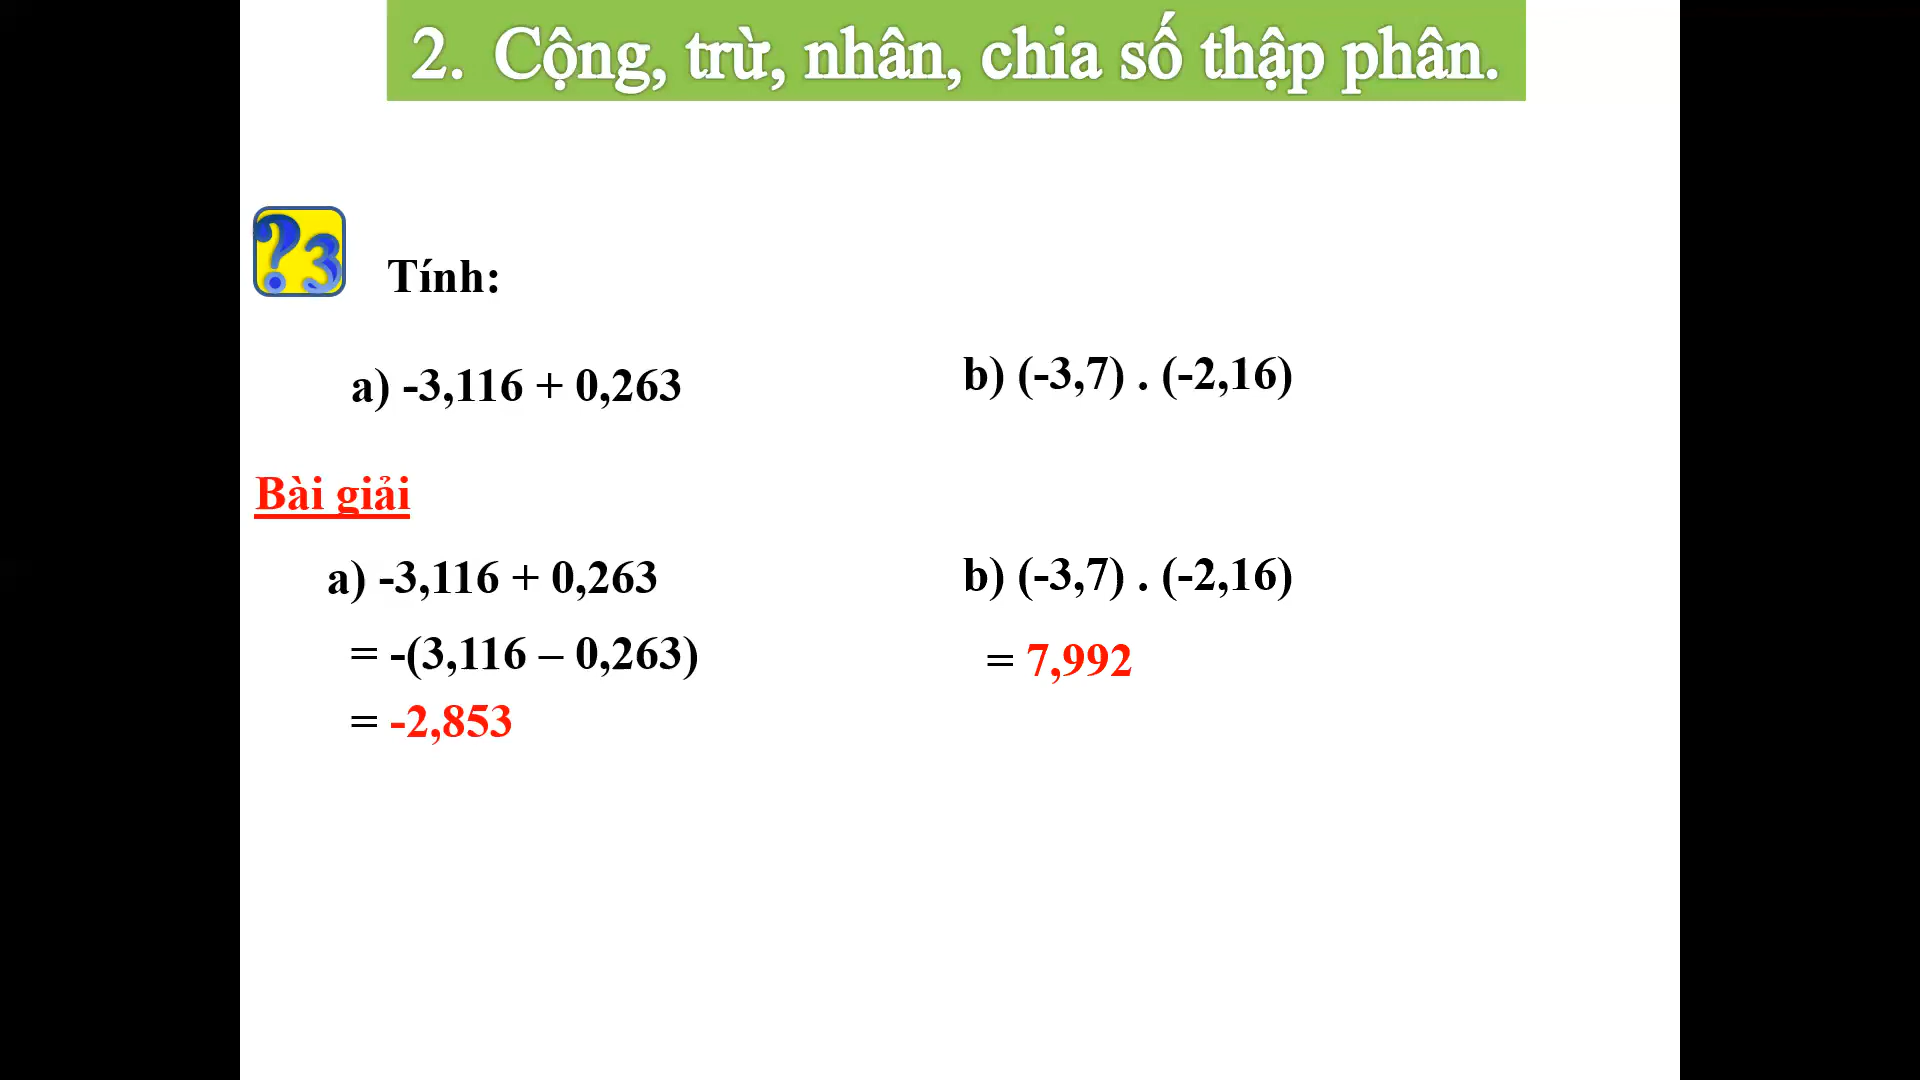 2. Cộng, trừ, nhân, chia số thập phân.
?3
Tính:
a) -3,116 + 0,263
b) (-3,7) . (-2,16)
Bài giải
a) -3,116 + 0,263
= -(3,116 – 0,263)
= -2,853
b) (-3,7) . (-2,16)
= 7,992